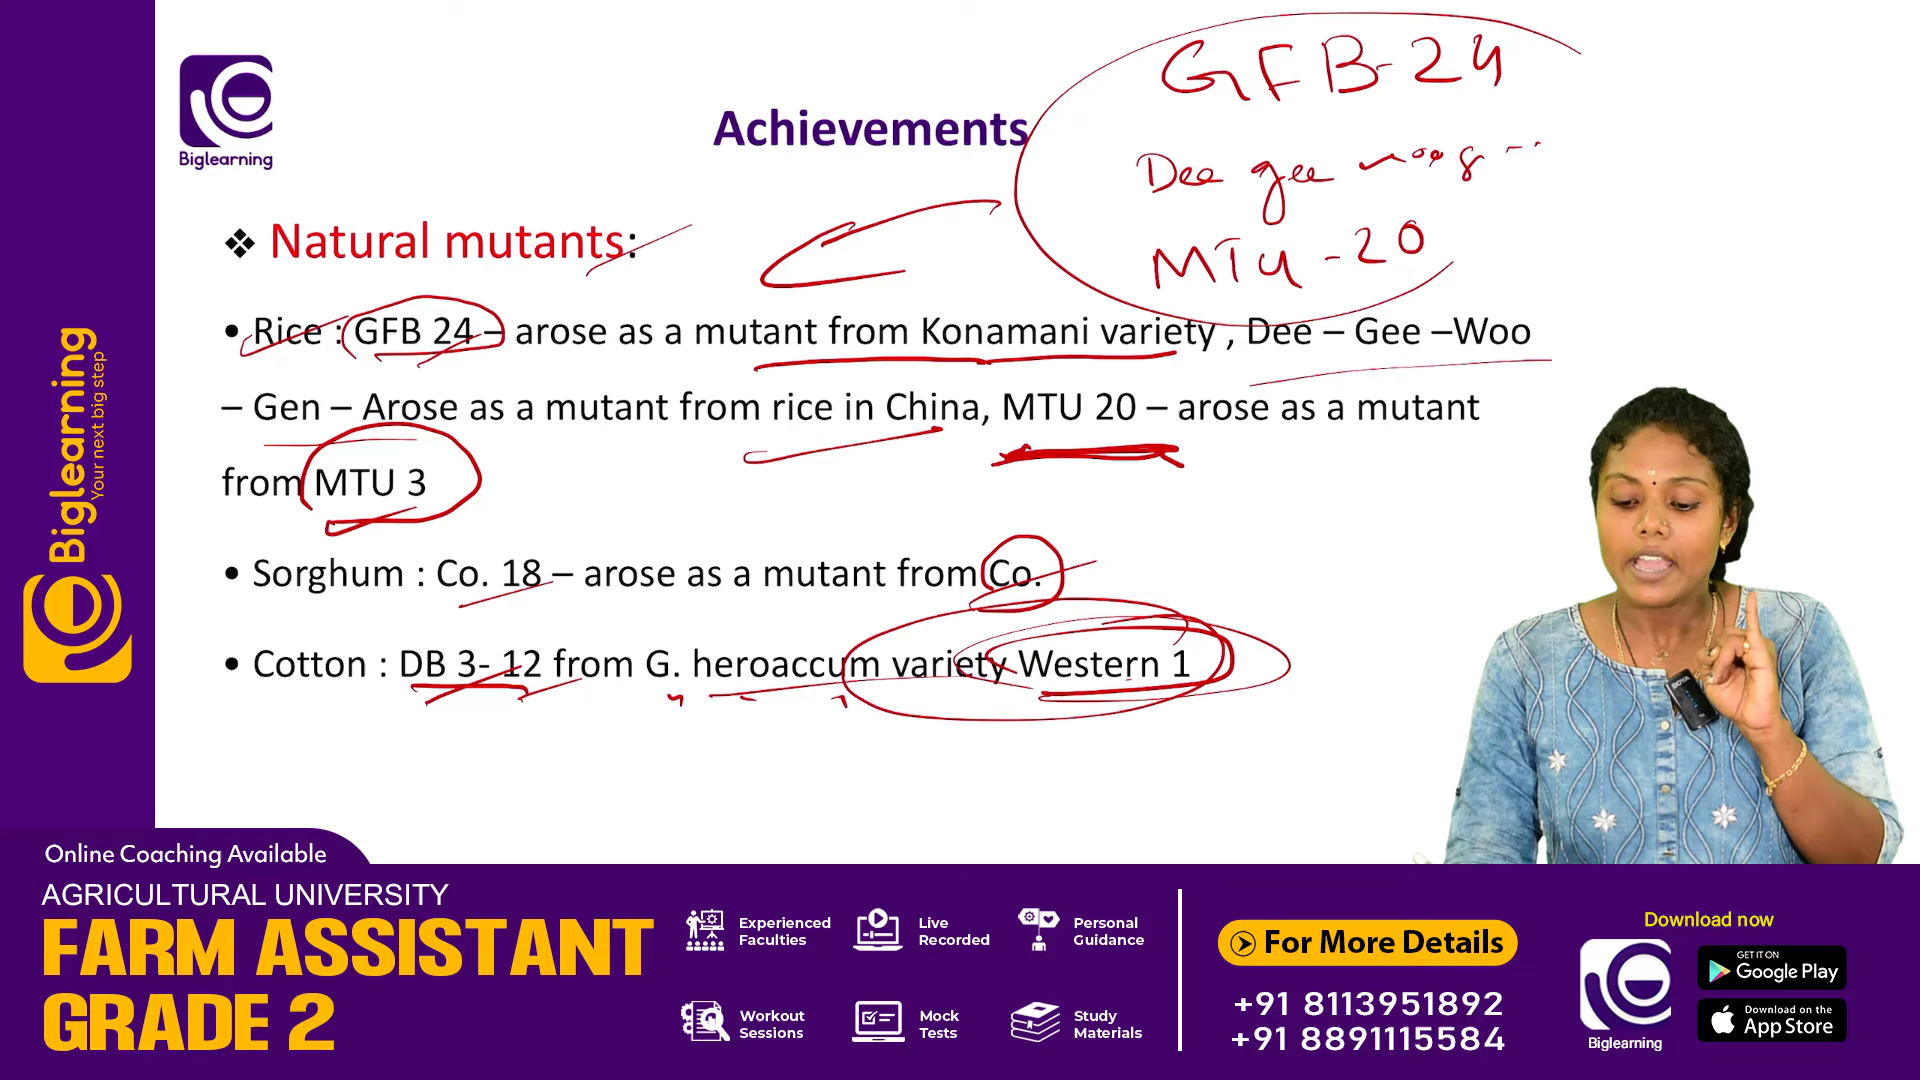 GFB-24
Biglearning
Achievements
Dee gee
MTU-20
❖ Natural mutants:
• Rice : GFB 24 – arose as a mutant from Konamani variety , Dee – Gee –Woo
– Gen – Arose as a mutant from rice in China, MTU 20 – arose as a mutant
from MTU 3
• Sorghum : Co. 18 – arose as a mutant from Co.
• Cotton : DB 3- 12 from G. heroaccum variety Western 1
Biglearning
Your next big step
BOYA
Online Coaching Available
AGRICULTURAL UNIVERSITY
FARM ASSISTANT
GRADE 2
Experienced
Faculties
Live
Recorded
Personal
Guidance
Workout
Sessions
Mock
Tests
Study
Materials
For More Details
+91 8113951892
+91 8891115584
Download now
Biglearning
GET IT ON
Google Play
Download on the
App Store